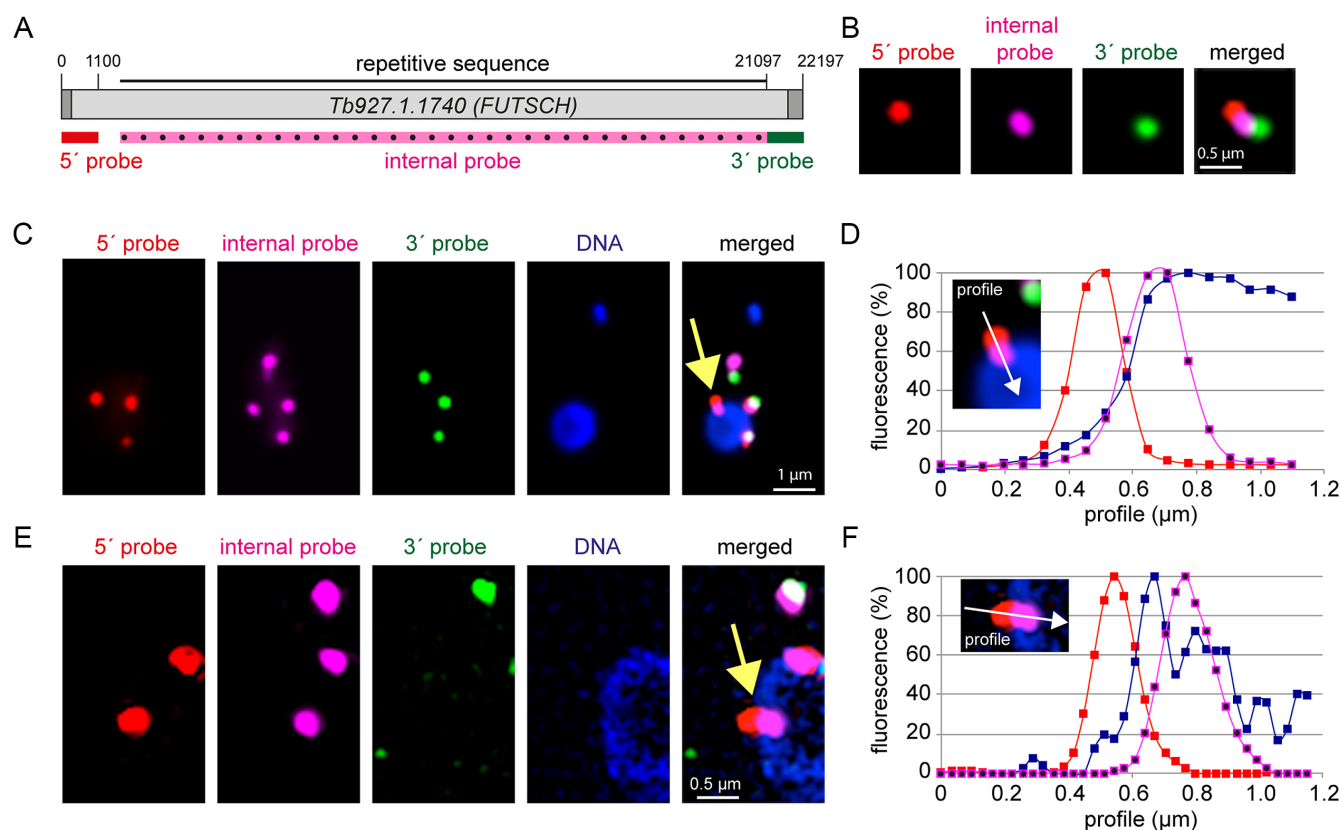 A
0 1100 repetitive sequence 21097 22197
Tb927.1.1740 (FUTSCH)
5´ probe internal probe 3´ probe
B
5´ probe internal probe 3´ probe merged
0.5 µm
C
5´ probe internal probe 3´ probe DNA merged
1 µm
D
fluorescence (%)
100
80
60
40
20
0
profile
0 0.2 0.4 0.6 0.8 1.0 1.2
profile (µm)
E
5´ probe internal probe 3´ probe DNA merged
0.5 µm
F
fluorescence (%)
100
80
60
40
20
0
profile
0 0.2 0.4 0.6 0.8 1.0 1.2
profile (µm)